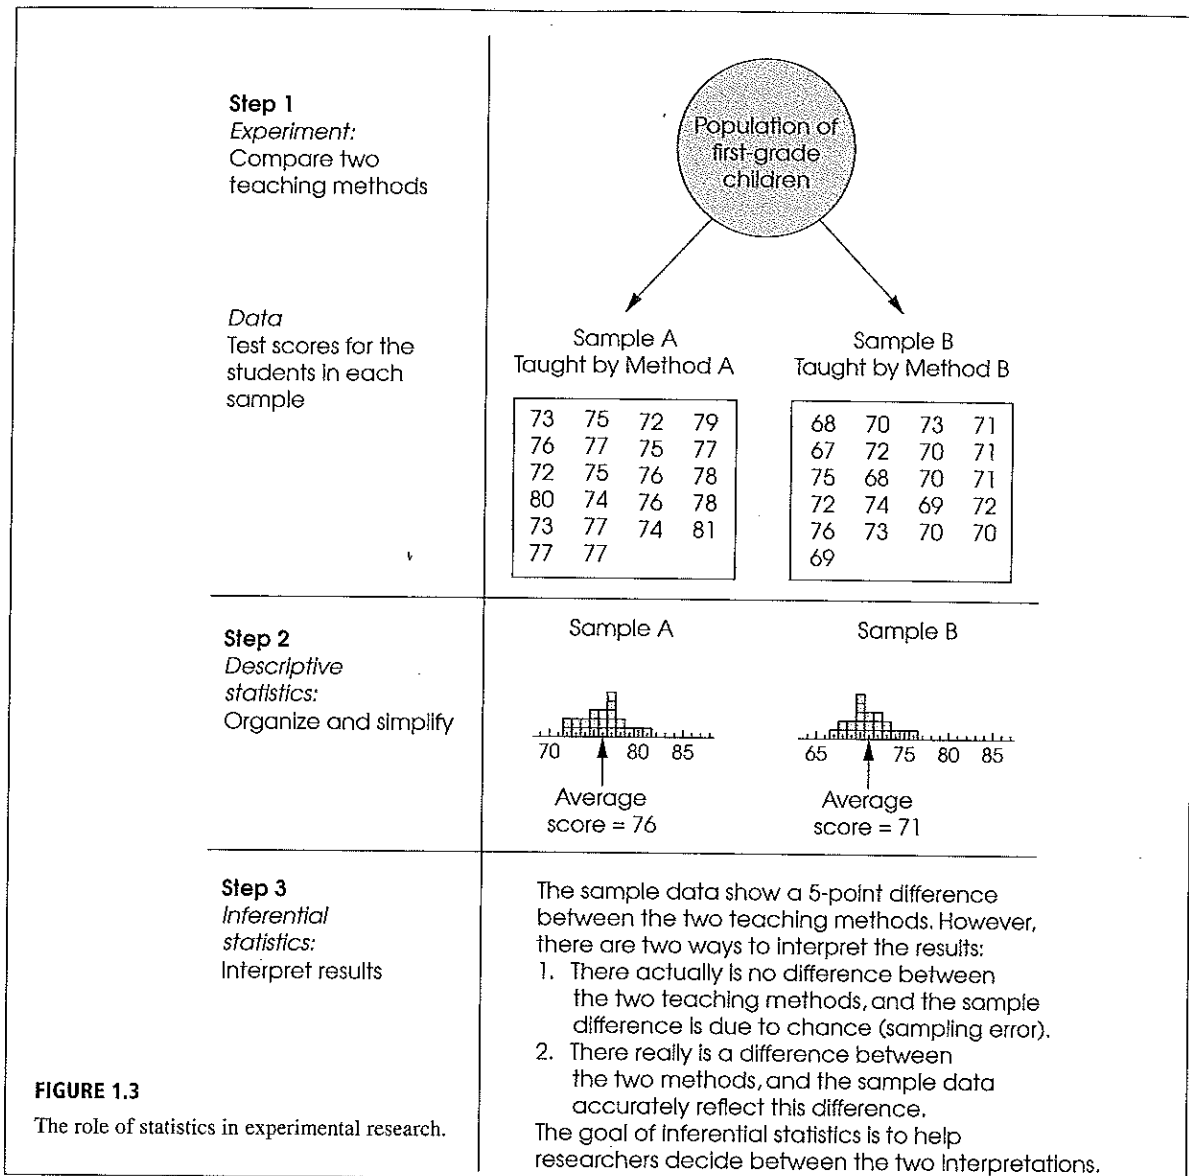 Step 1
Experiment:
Compare two
teaching methods
Population of
first-grade
children
Data
Test scores for the
students in each
sample
Sample A
Taught by Method A
73 75 72 79
76 77 75 77
72 75 76 78
80 74 76 78
73 77 74 81
77 77
Sample B
Taught by Method B
68 70 73 71
67 72 70 71
75 68 70 71
72 74 69 72
76 73 70 70
69
Step 2
Descriptive
statistics:
Organize and simplify
Sample A
70 80 85
Average
score = 76
Sample B
65 75 80 85
Average
score = 71
Step 3
Inferential
statistics:
Interpret results
The sample data show a 5-point difference
between the two teaching methods. However,
there are two ways to interpret the results:
1. There actually is no difference between
the two teaching methods, and the sample
difference is due to chance (sampling error).
2. There really is a difference between
the two methods, and the sample data
accurately reflect this difference.
The goal of inferential statistics is to help
researchers decide between the two interpretations.
FIGURE 1.3
The role of statistics in experimental research.